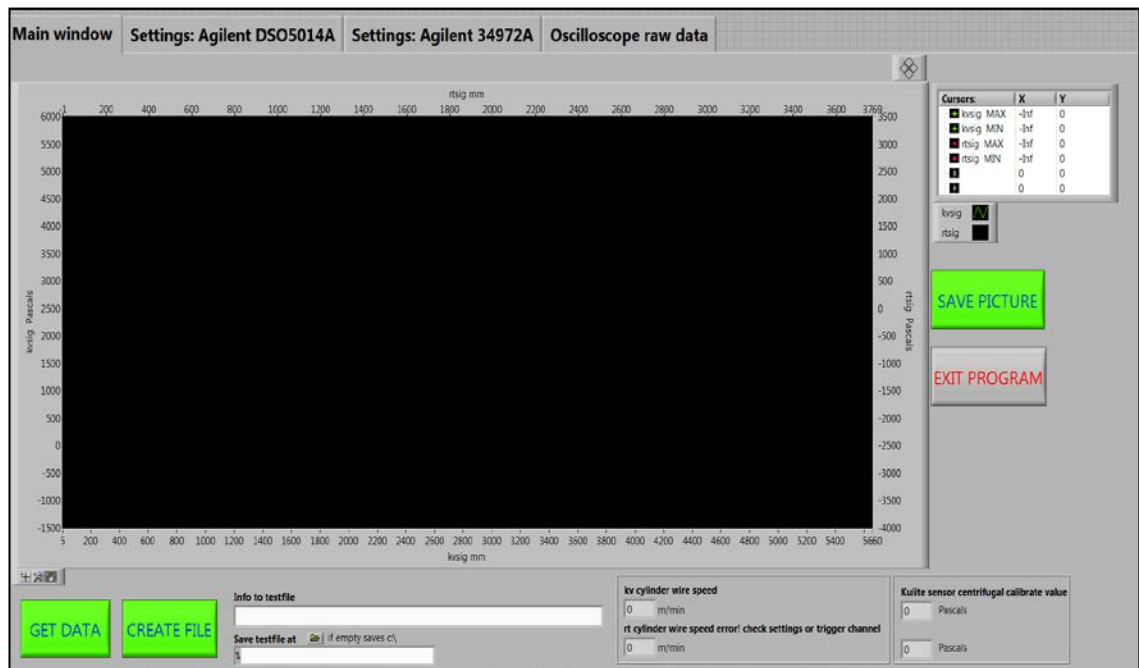 Main window Settings: Agilent DSO5014A Settings: Agilent 34972A Oscilloscope raw data
rtsig mm
-1 200 400 600 800 1000 1200 1400 1600 1800 2000 2200 2400 2600 2800 3000 3200 3400 3600 3769
6000
5500
5000
4500
4000
3500
3000
2500
2000
1500
1000
500
0
-500
-1000
-1500
kvsig Pascals
3500
3000
2500
2000
1500
1000
500
0
-500
-1000
-1500
-2000
-2500
-3000
-3500
-4000
rtsig Pascals
5 200 400 600 800 1000 1200 1400 1600 1800 2000 2200 2400 2600 2800 3000 3200 3400 3600 3800 4000 4200 4400 4600 4800 5000 5200 5400 5660
kvsig mm
Cursors: X Y
kvsig MAX -Inf 0
kvsig MIN -Inf 0
rtsig MAX -Inf 0
rtsig MIN -Inf 0
0 0
0 0
kvsig
rtsig
SAVE PICTURE
EXIT PROGRAM
GET DATA
CREATE FILE
Info to testfile
Save testfile at if empty saves c:\
%
kv cylinder wire speed
0 m/min
rt cylinder wire speed error! check settings or trigger channel
0 m/min
Kulite sensor centrifugal calibrate value
0 Pascals
0 Pascals